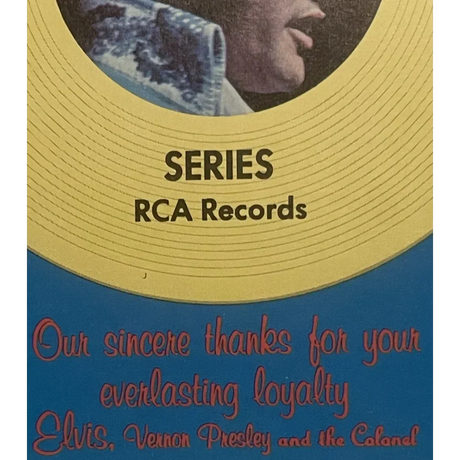 SERIES
RCA Records
Our sincere thanks for your
everlasting loyalty
Elvis, Vernon Presley and the Colonel